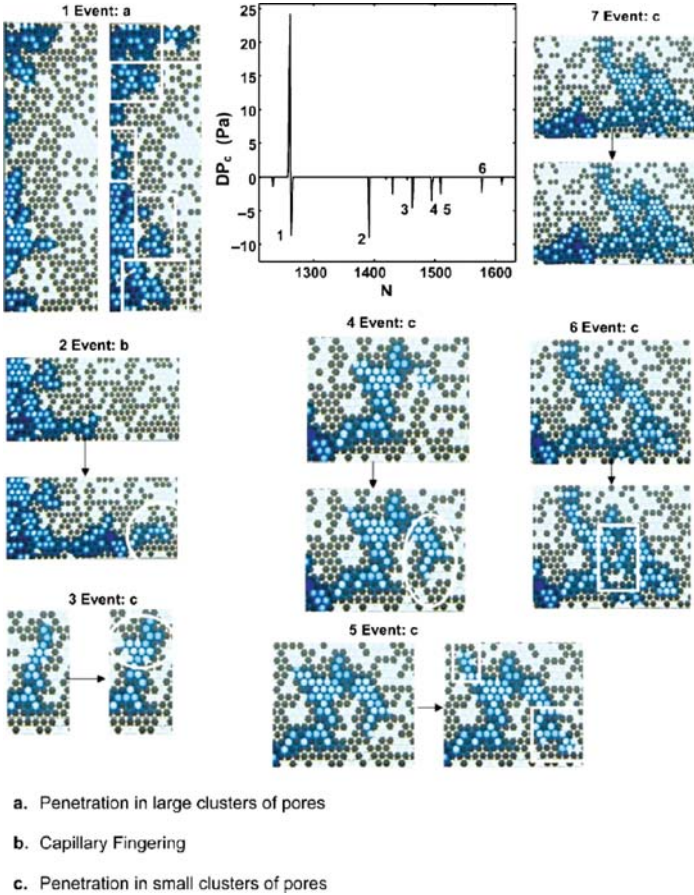 1 Event: a
DPc (Pa)
25
20
15
10
5
0
−5
−10
1
2
3
4
5
6
1300
1400
1500
1600
N
7 Event: c
2 Event: b
4 Event: c
6 Event: c
3 Event: c
5 Event: c
a. Penetration in large clusters of pores
b. Capillary Fingering
c. Penetration in small clusters of pores